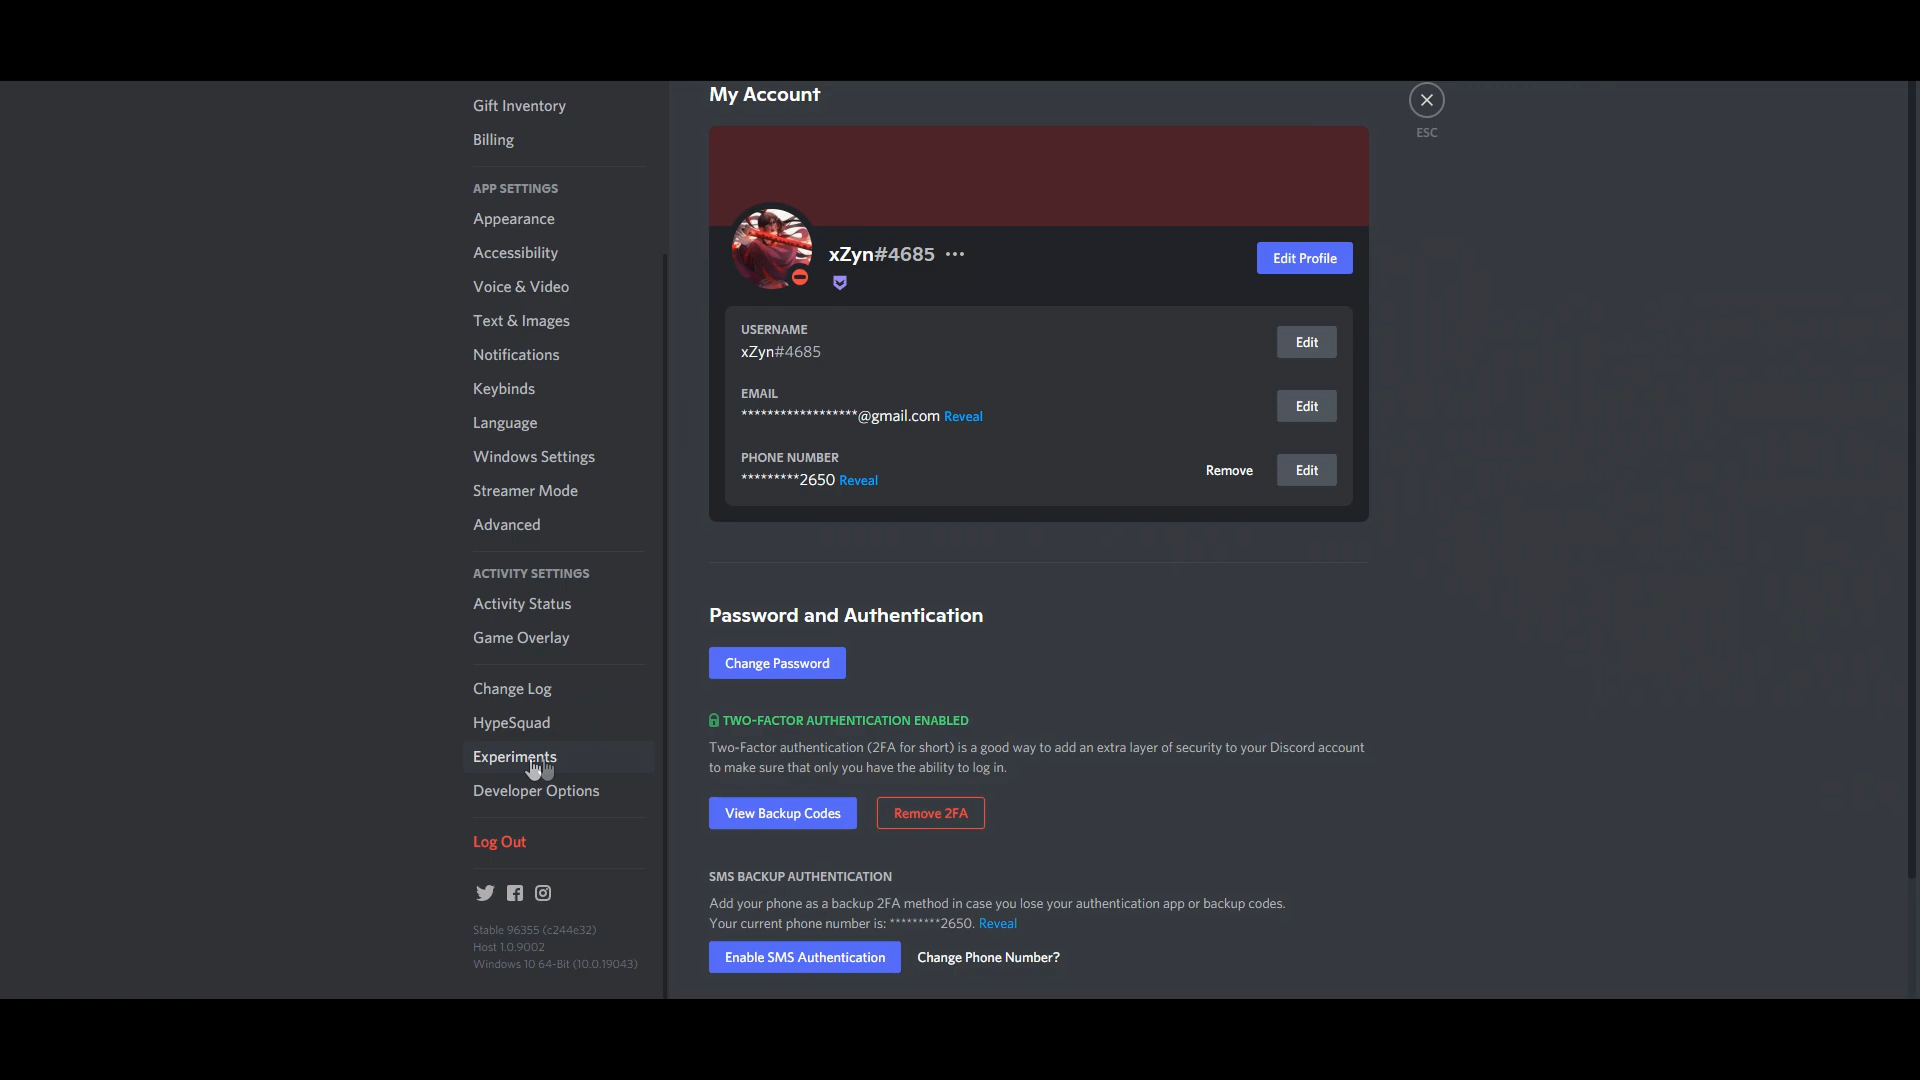 Gift Inventory
Billing
APP SETTINGS
Appearance
Accessibility
Voice & Video
Text & Images
Notifications
Keybinds
Language
Windows Settings
Streamer Mode
Advanced
ACTIVITY SETTINGS
Activity Status
Game Overlay
Change Log
HypeSquad
Experiments
Developer Options
Log Out
Stable 96355 (c244e32)
Host 1.0.9002
Windows 10 64-Bit (10.0.19043)
My Account
ESC
xZyn#4685
Edit Profile
USERNAME
xZyn#4685
Edit
EMAIL
******************@gmail.com Reveal
Edit
PHONE NUMBER
*********2650 Reveal
Remove
Edit
Password and Authentication
Change Password
TWO-FACTOR AUTHENTICATION ENABLED
Two-Factor authentication (2FA for short) is a good way to add an extra layer of security to your Discord account
to make sure that only you have the ability to log in.
View Backup Codes
Remove 2FA
SMS BACKUP AUTHENTICATION
Add your phone as a backup 2FA method in case you lose your authentication app or backup codes.
Your current phone number is: *********2650. Reveal
Enable SMS Authentication
Change Phone Number?